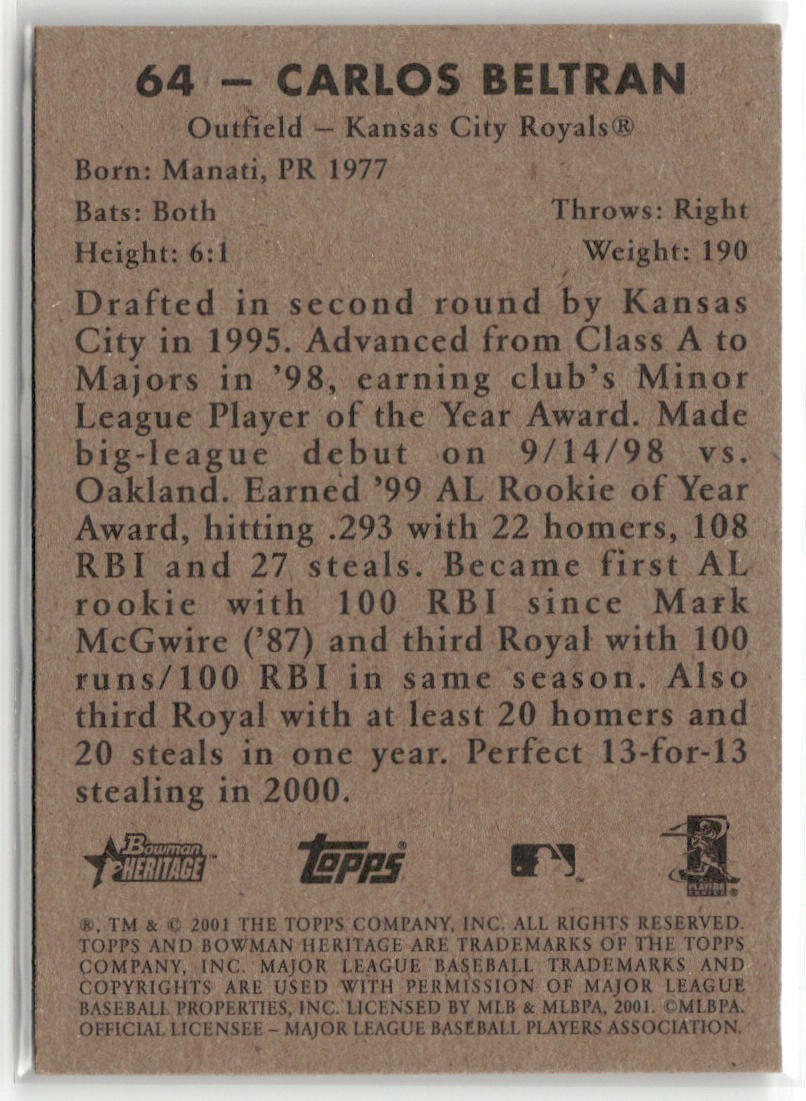 64 – CARLOS BELTRAN
Outfield – Kansas City Royals®
Born: Manati, PR 1977
Bats: Both Throws: Right
Height: 6:1 Weight: 190
Drafted in second round by Kansas
City in 1995. Advanced from Class A to
Majors in ’98, earning club’s Minor
League Player of the Year Award. Made
big-league debut on 9/14/98 vs.
Oakland. Earned ’99 AL Rookie of Year
Award, hitting .293 with 22 homers, 108
RBI and 27 steals. Became first AL
rookie with 100 RBI since Mark
McGwire (’87) and third Royal with 100
runs/100 RBI in same season. Also
third Royal with at least 20 homers and
20 steals in one year. Perfect 13-for-13
stealing in 2000.
Bowman
HERITAGE™ TOPPS®
®, TM & © 2001 THE TOPPS COMPANY, INC. ALL RIGHTS RESERVED.
TOPPS AND BOWMAN HERITAGE ARE TRADEMARKS OF THE TOPPS
COMPANY, INC. MAJOR LEAGUE BASEBALL TRADEMARKS AND
COPYRIGHTS ARE USED WITH PERMISSION OF MAJOR LEAGUE
BASEBALL PROPERTIES, INC. LICENSED BY MLB & MLBPA, 2001. ©MLBPA.
OFFICIAL LICENSEE – MAJOR LEAGUE BASEBALL PLAYERS ASSOCIATION.